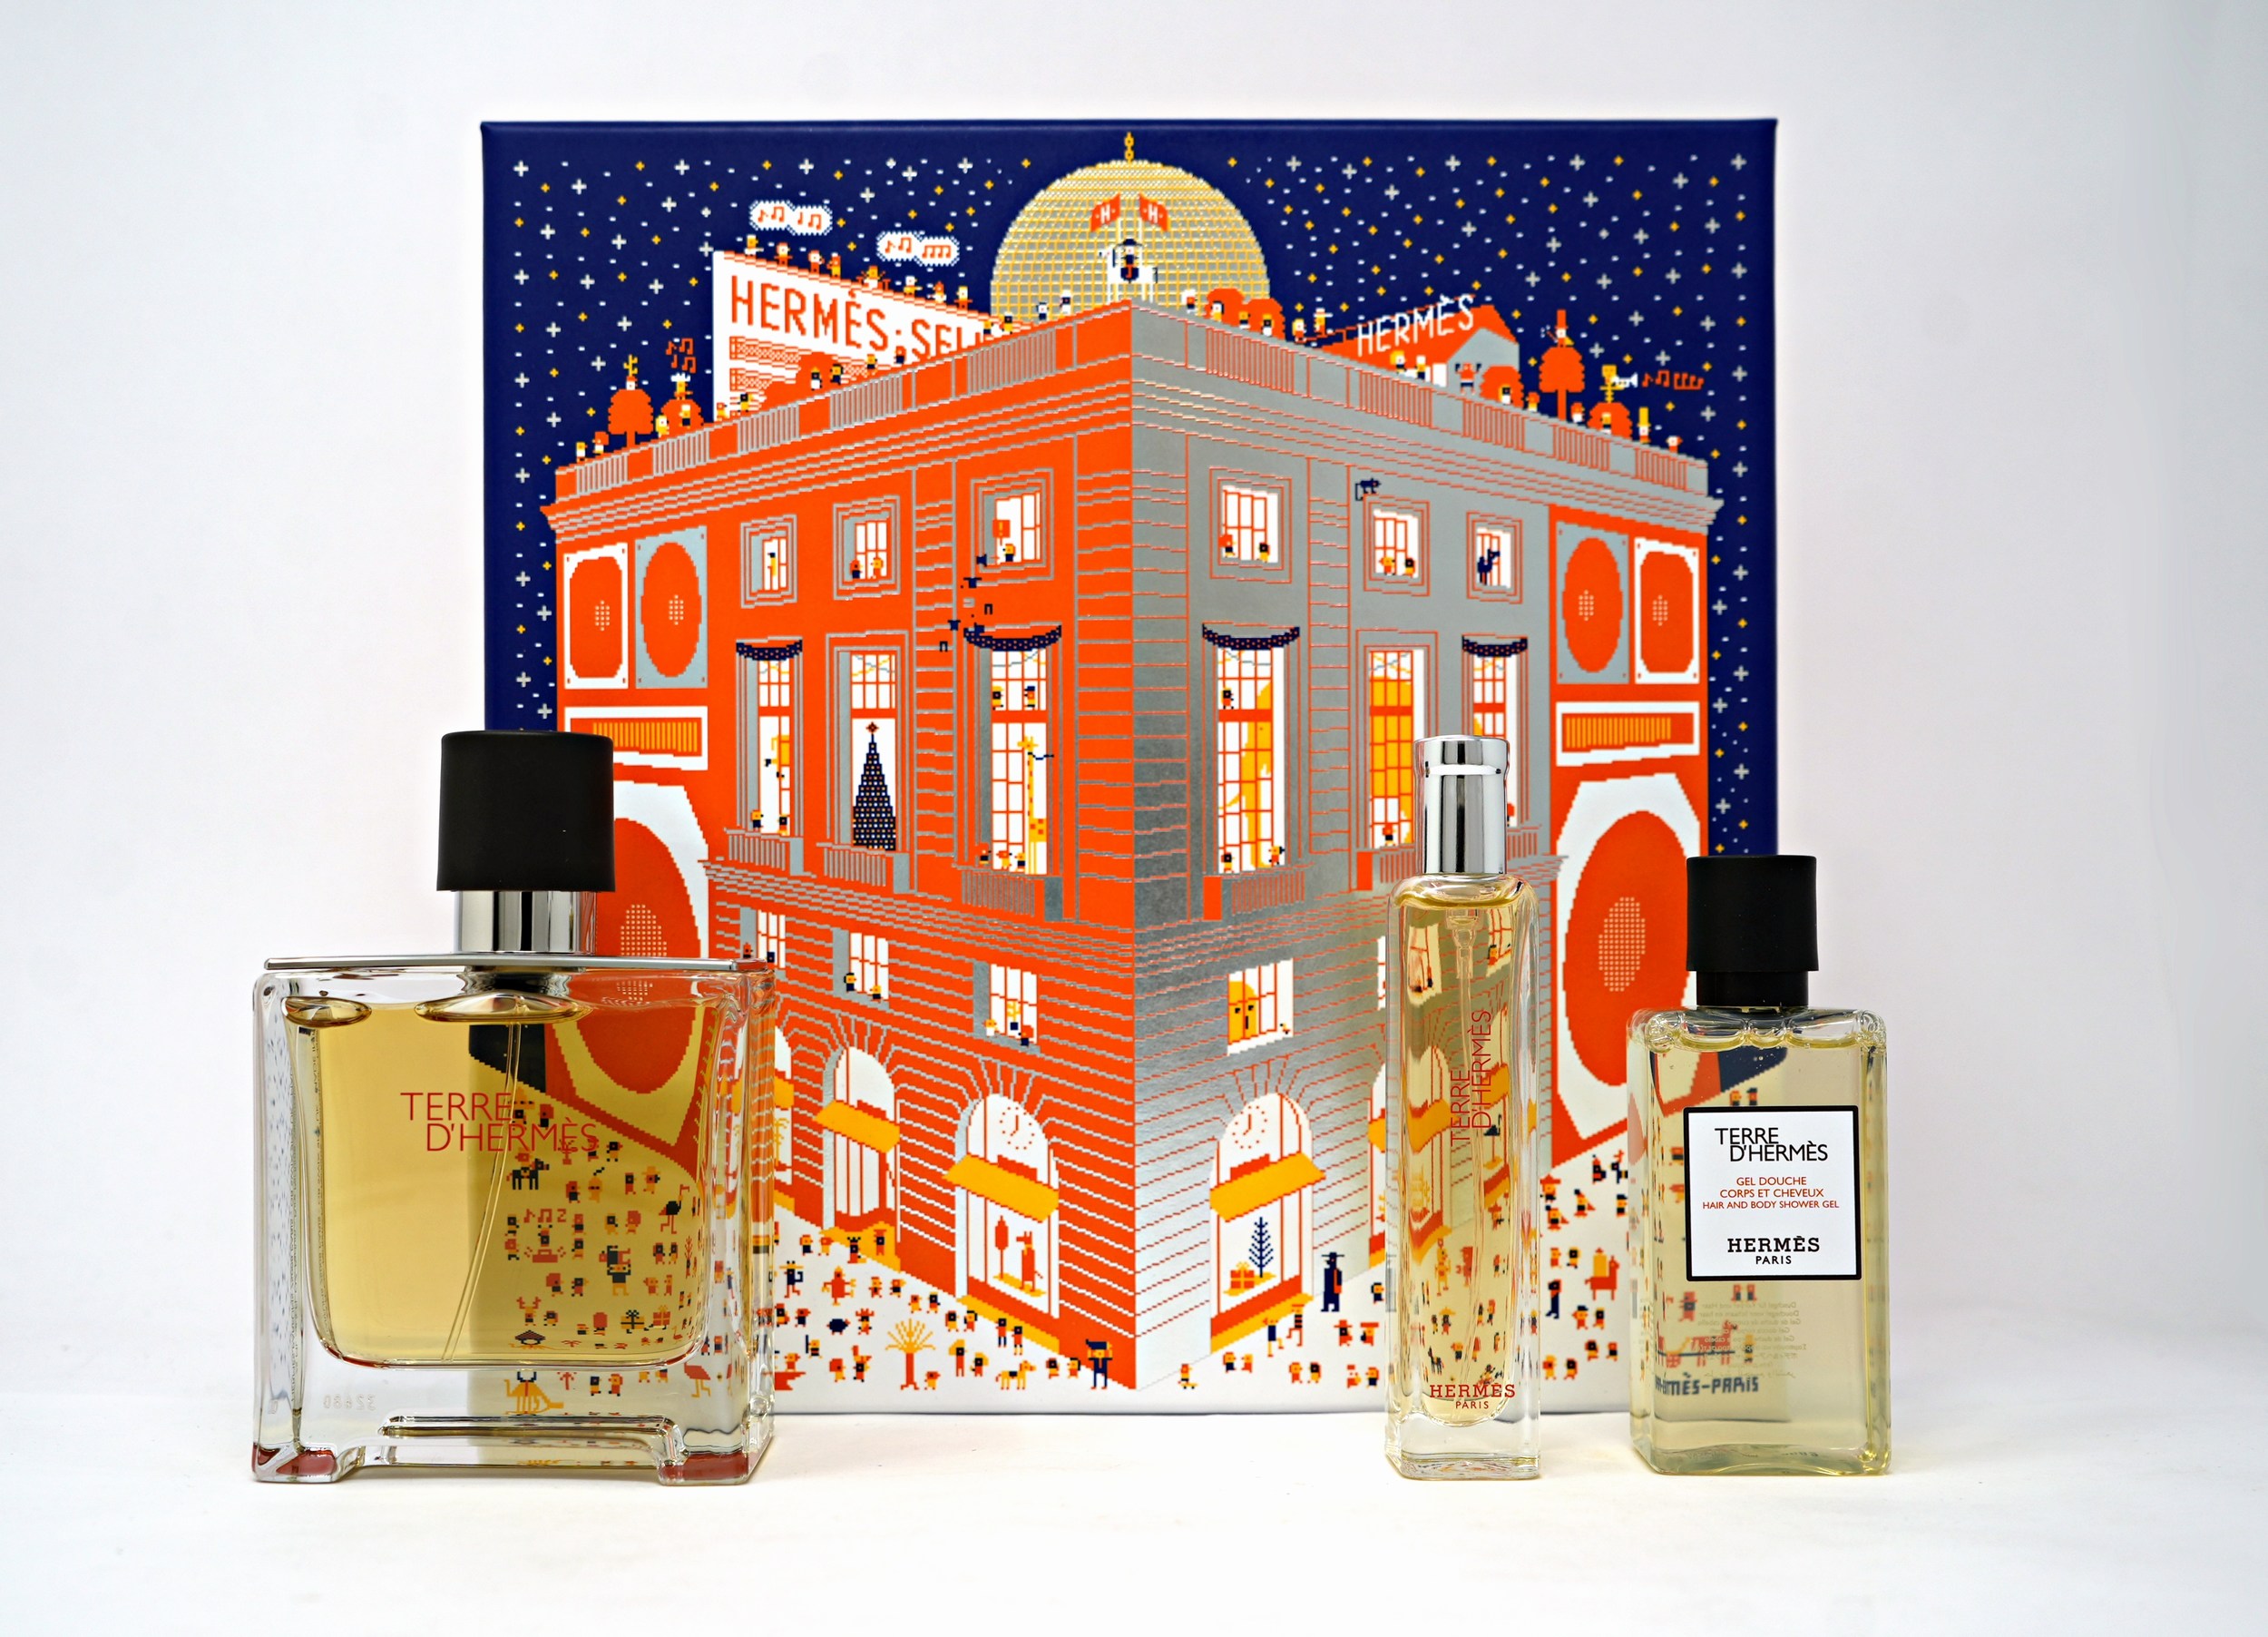 HERMÈS
HERMÈS
TERRE
D'HERMÈS
TERRE
D'HERMÈS
HERMÈS
PARIS
TERRE
D'HERMÈS
GEL DOUCHE
CORPS ET CHEVEUX
HAIR AND BODY SHOWER GEL
HERMÈS
PARIS